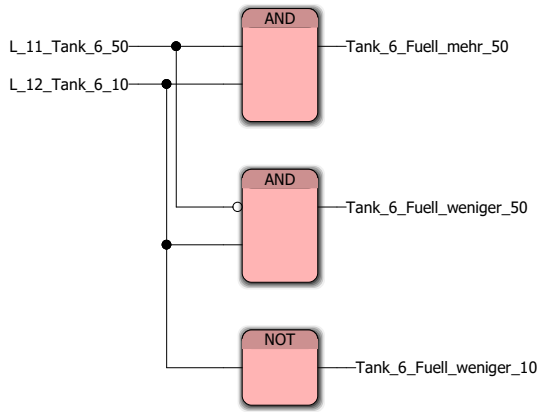 AND
L_11_Tank_6_50
Tank_6_Fuell_mehr_50
L_12_Tank_6_10
AND
Tank_6_Fuell_weniger_50
NOT
Tank_6_Fuell_weniger_10